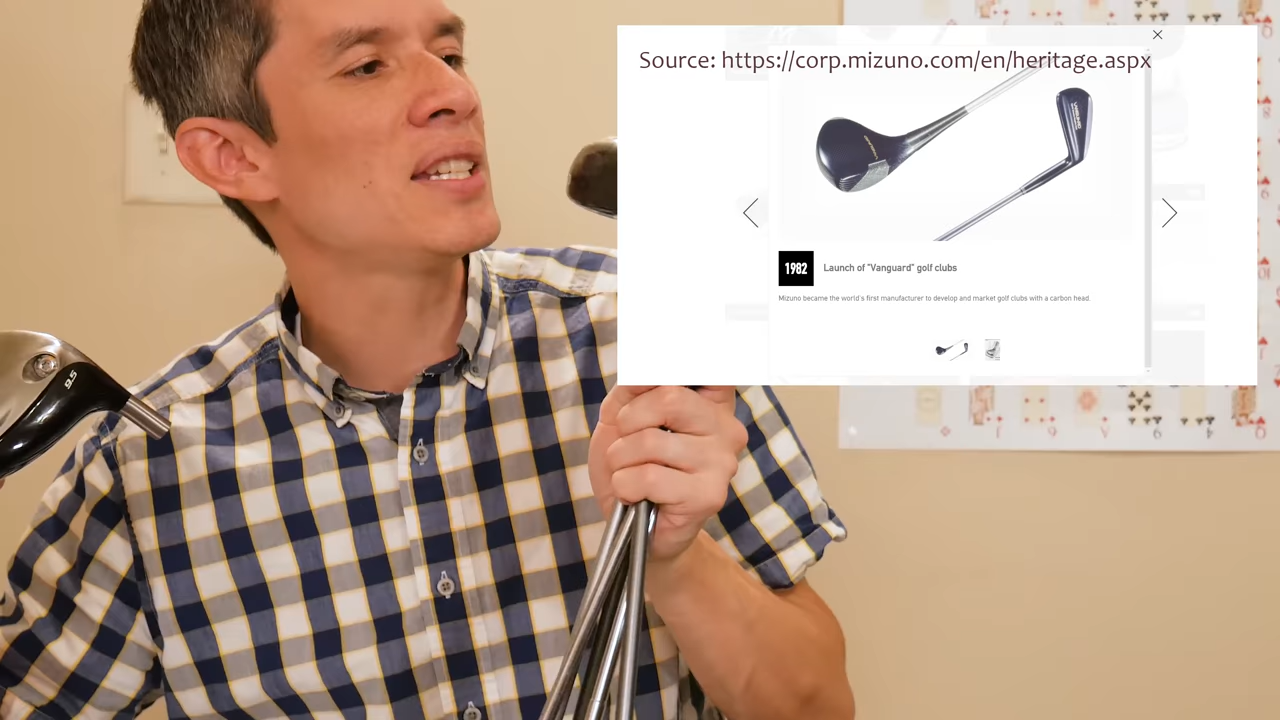 Source: https://corp.mizuno.com/en/heritage.aspx
1982
Launch of "Vanguard" golf clubs
Mizuno became the world's first manufacturer to develop and market golf clubs with a carbon head.
9.5